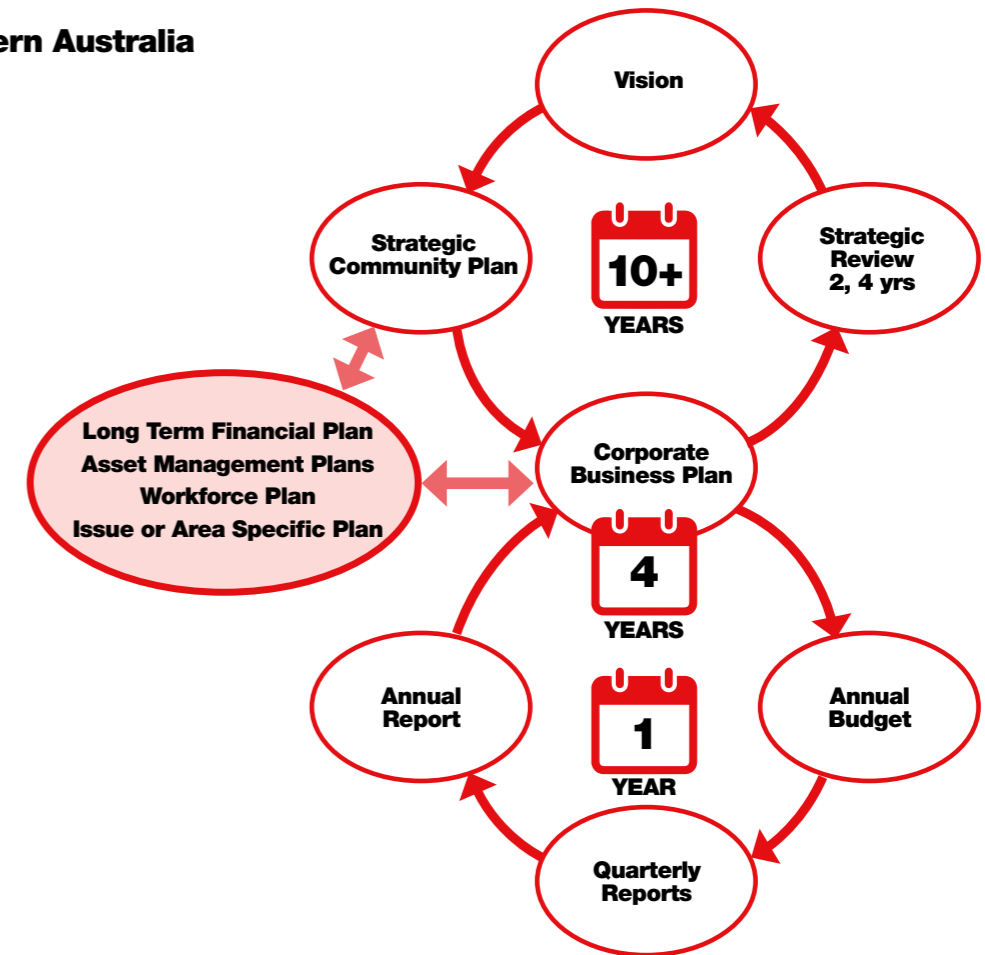 ern Australia
Vision
Strategic
Community Plan
10+
YEARS
Strategic
Review
2, 4 yrs
Long Term Financial Plan
Asset Management Plans
Workforce Plan
Issue or Area Specific Plan
Corporate
Business Plan
4
YEARS
Annual
Report
1
YEAR
Annual
Budget
Quarterly
Reports